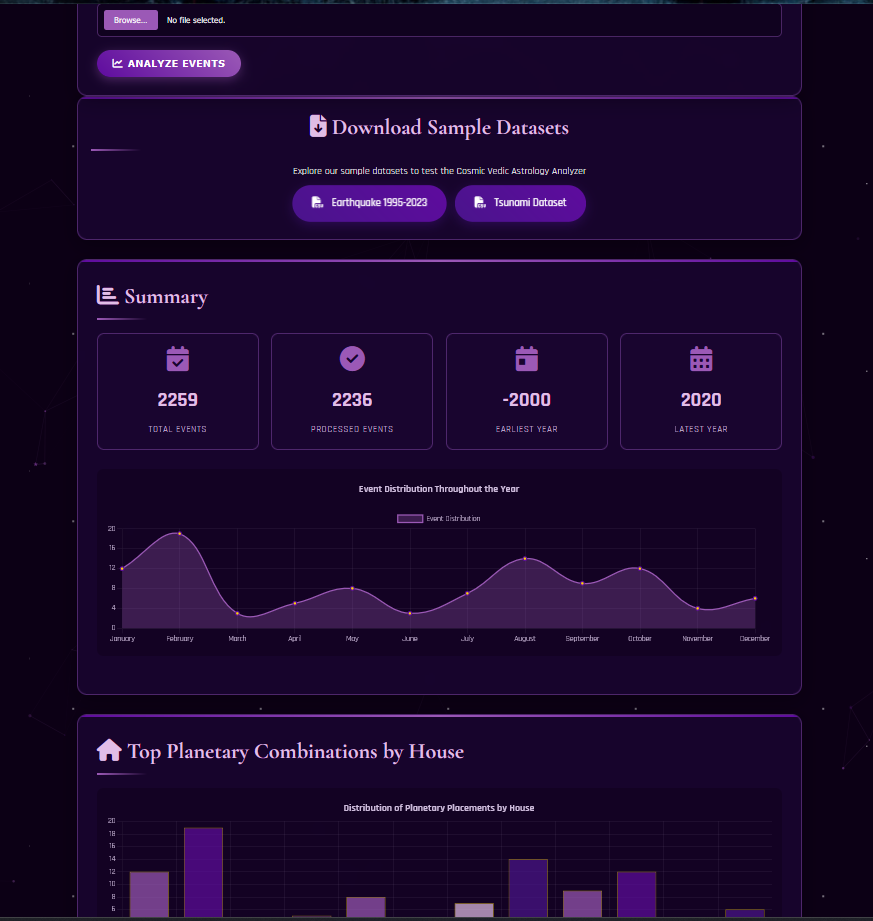 Browse... No file selected.
ANALYZE EVENTS
Download Sample Datasets
Explore our sample datasets to test the Cosmic Vedic Astrology Analyzer
Earthquake 1995-2023 Tsunami Dataset
Summary
2259 2236 -2000 2020
TOTAL EVENTS PROCESSED EVENTS EARLIEST YEAR LATEST YEAR
Event Distribution Throughout the Year
Event Distribution
20
16
12
8
4
0
January February March April May June July August September October November December
Top Planetary Combinations by House
Distribution of Planetary Placements by House
20
18
16
14
12
10
8
6